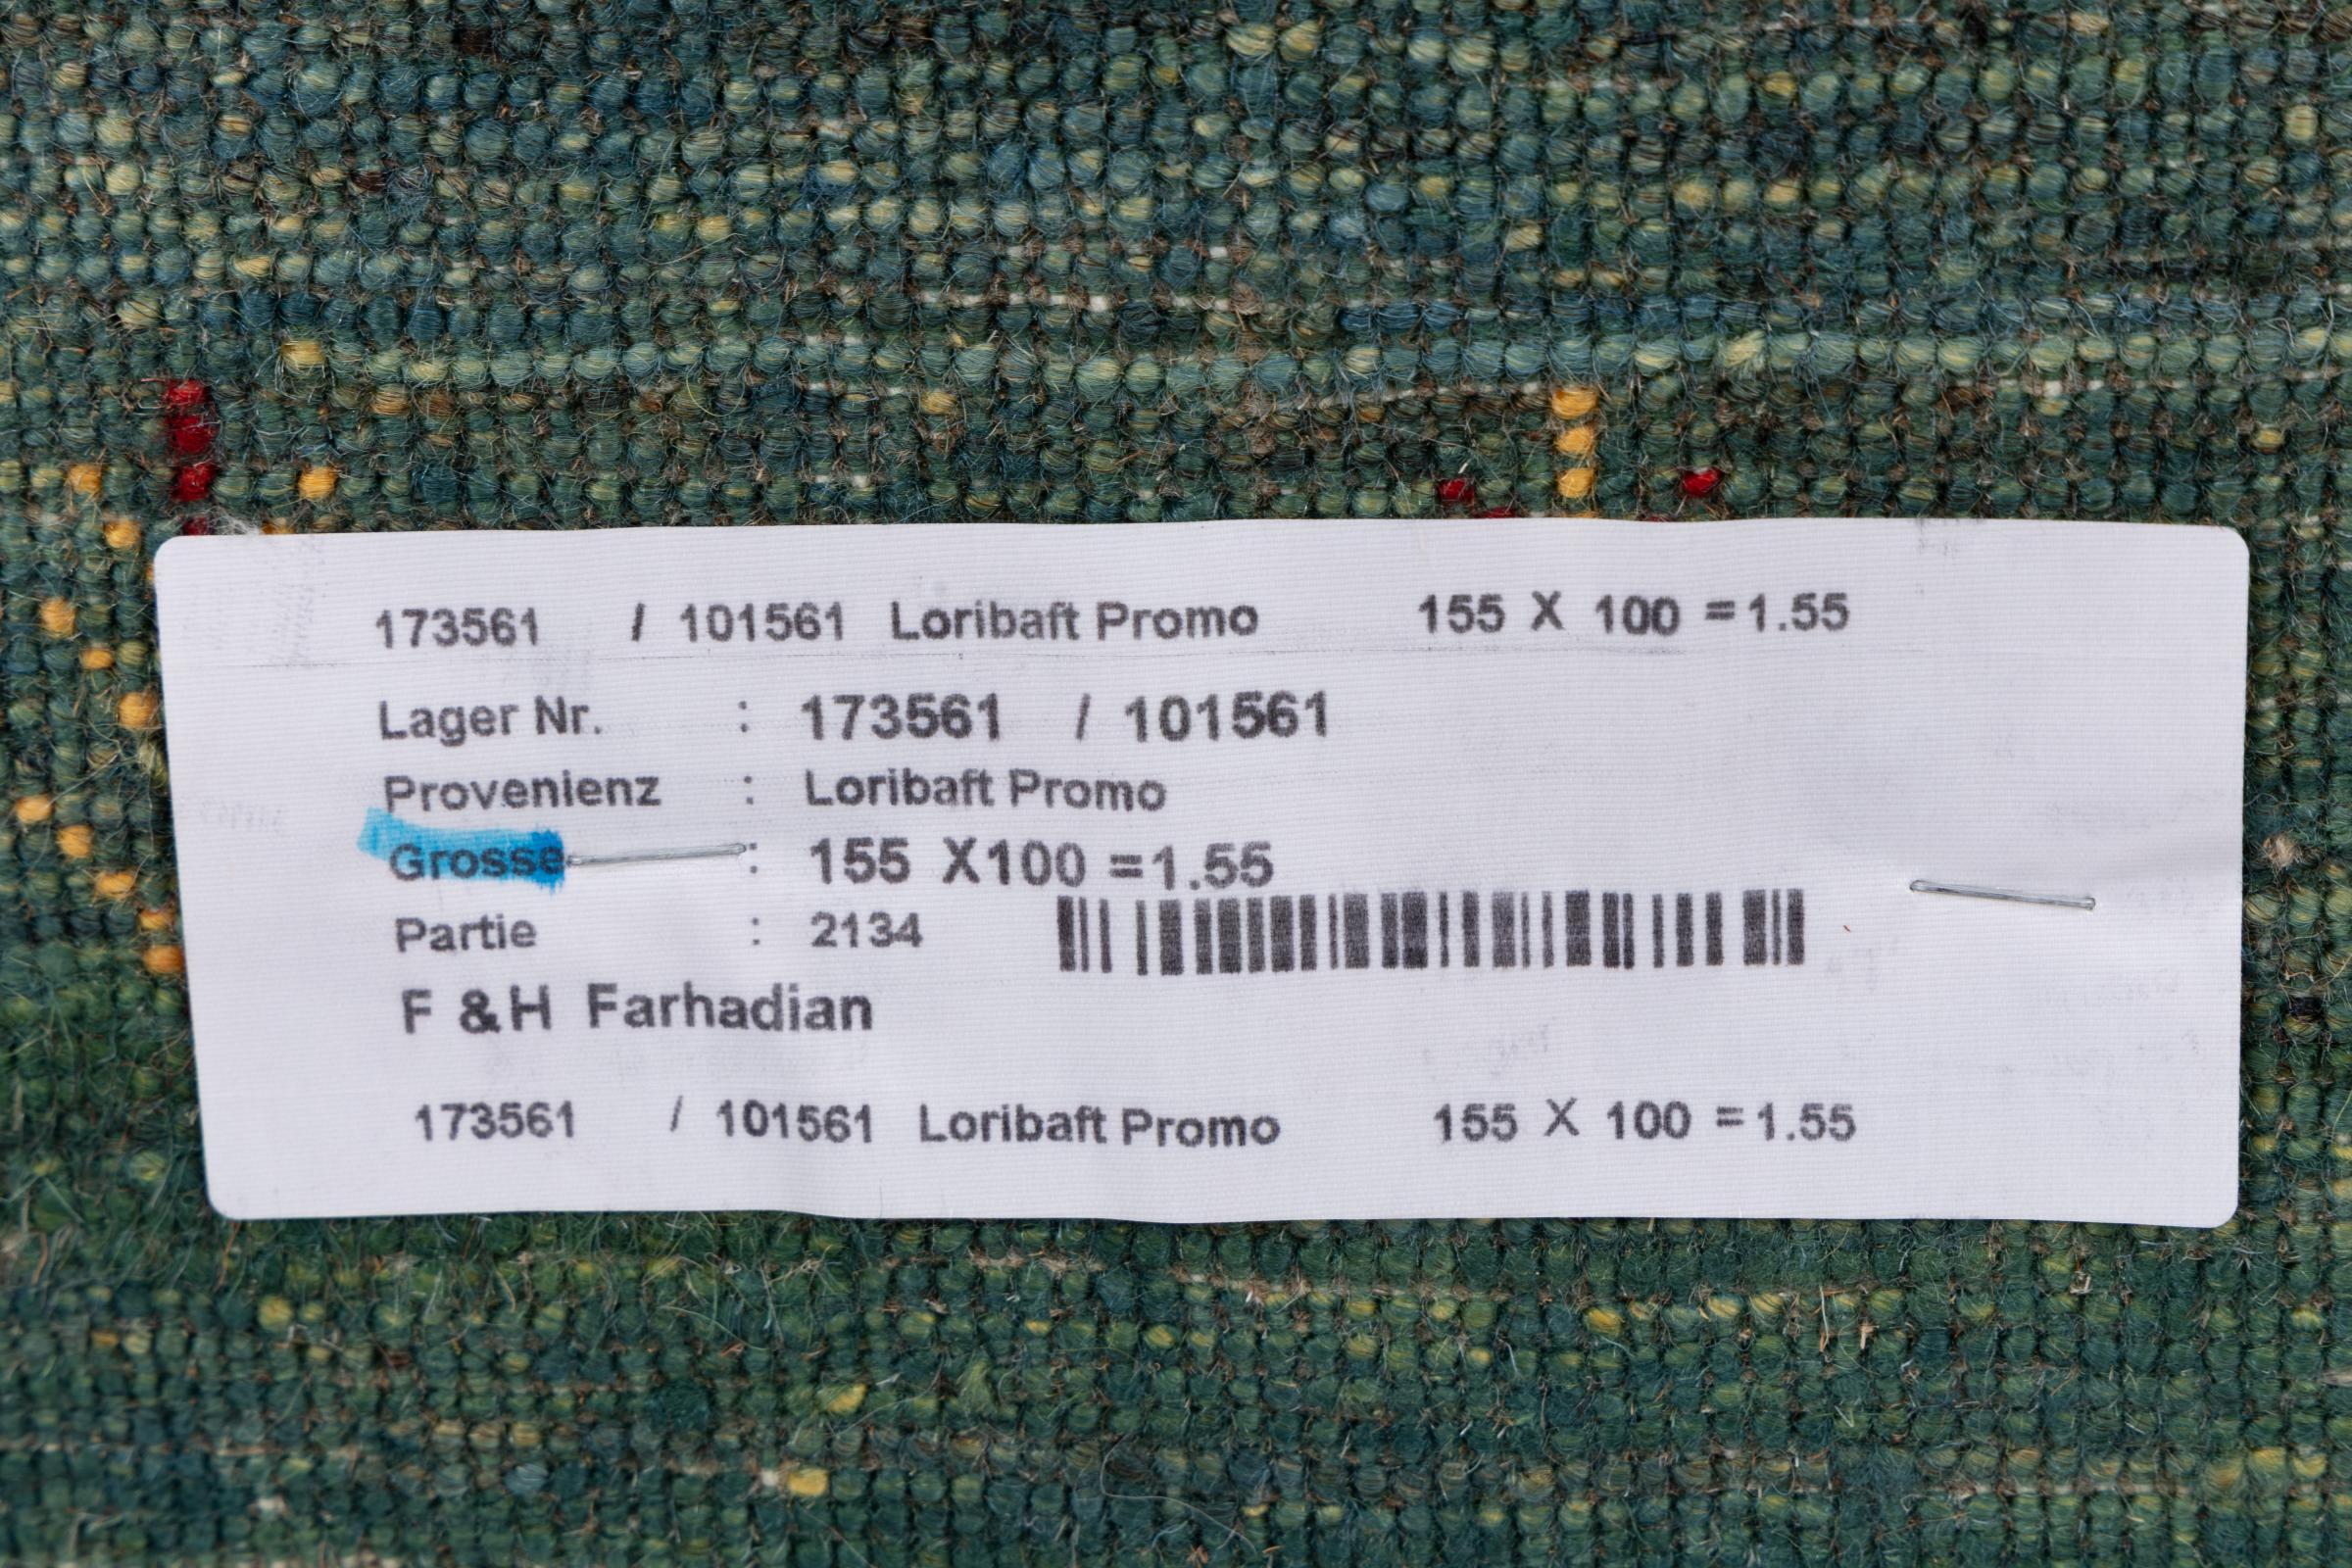 173561 / 101561 Loribaft Promo 155 X 100 = 1.55
Lager Nr. : 173561 / 101561
Provenienz : Loribaft Promo
Grosse : 155 X100 =1.55
Partie : 2134
F & H Farhadian
173561 / 101561 Loribaft Promo 155 X 100 = 1.55